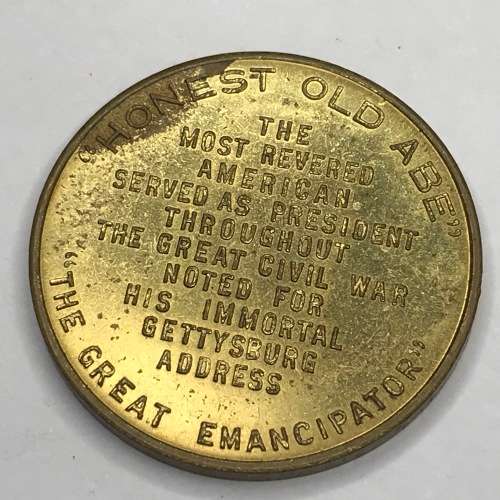 "HONEST OLD ABE"
THE
MOST REVERED
AMERICAN
SERVED AS PRESIDENT
THROUGHOUT
THE GREAT CIVIL WAR
NOTED FOR
HIS IMMORTAL
GETTYSBURG
ADDRESS
"THE GREAT EMANCIPATOR"